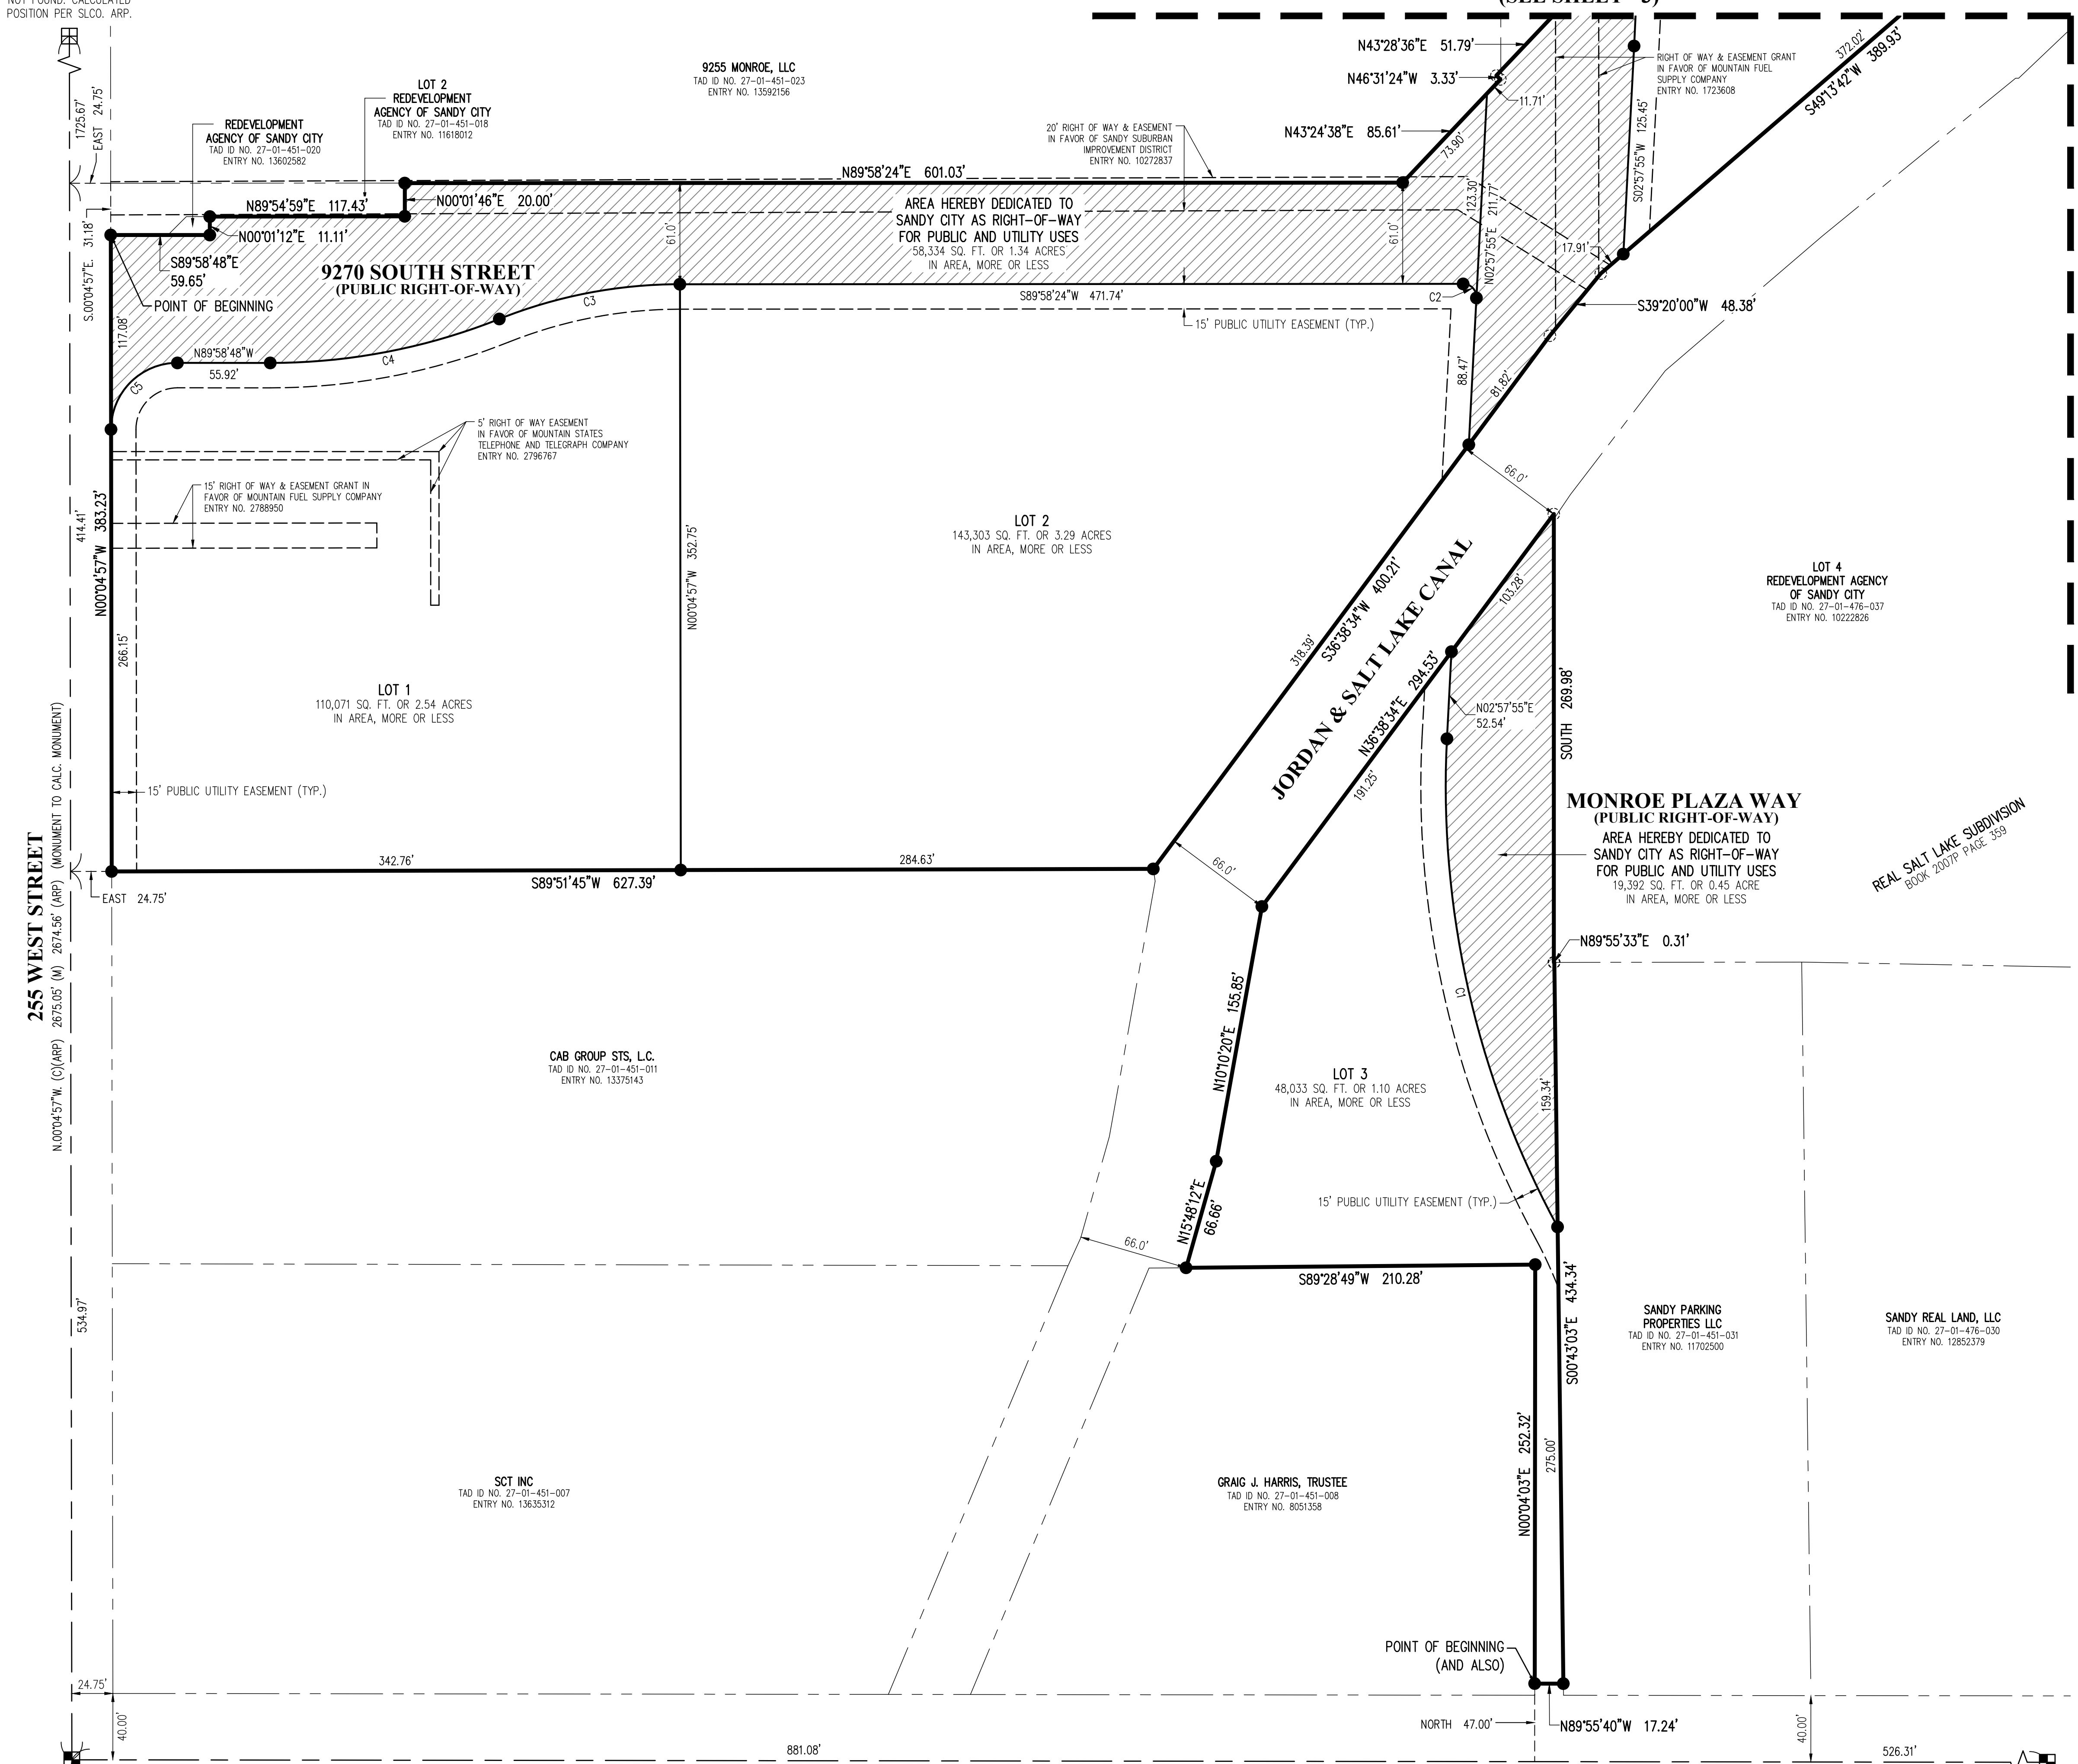 POSITION PER SLCO. ARP.
1725.67'
EAST 24.75'
S.00°04'57"E. 31.18'
REDEVELOPMENT
AGENCY OF SANDY CITY
TAD ID NO. 27-01-451-020
ENTRY NO. 13602582
LOT 2
REDEVELOPMENT
AGENCY OF SANDY CITY
TAD ID NO. 27-01-451-018
ENTRY NO. 11618012
9255 MONROE, LLC
TAD ID NO. 27-01-451-023
ENTRY NO. 13592156
20' RIGHT OF WAY & EASEMENT
IN FAVOR OF SANDY SUBURBAN
IMPROVEMENT DISTRICT
ENTRY NO. 10272837
N43°28'36"E 51.79'
N46°31'24"W 3.33'
11.71'
N43°24'38"E 85.61'
73.90'
RIGHT OF WAY & EASEMENT GRANT
IN FAVOR OF MOUNTAIN FUEL
SUPPLY COMPANY
ENTRY NO. 1723608
372.02'
S49°13'42"W 389.93'
S02°57'55"W 125.45'
N89°58'24"E 601.03'
N89°54'59"E 117.43'
N00°01'46"E 20.00'
N00°01'12"E 11.11'
S89°58'48"E
59.65'
POINT OF BEGINNING
9270 SOUTH STREET
(PUBLIC RIGHT-OF-WAY)
AREA HEREBY DEDICATED TO
SANDY CITY AS RIGHT-OF-WAY
FOR PUBLIC AND UTILITY USES
58,334 SQ. FT. OR 1.34 ACRES
IN AREA, MORE OR LESS
61.0'
61.0'
123.30'
N02°57'55"E 211.77'
17.91'
C2
C3
S89°58'24"W 471.74'
S39°20'00"W 48.38'
15' PUBLIC UTILITY EASEMENT (TYP.)
117.08'
N89°58'48"W
55.92'
C4
C5
88.47'
81.82'
5' RIGHT OF WAY EASEMENT
IN FAVOR OF MOUNTAIN STATES
TELEPHONE AND TELEGRAPH COMPANY
ENTRY NO. 2796767
15' RIGHT OF WAY & EASEMENT GRANT IN
FAVOR OF MOUNTAIN FUEL SUPPLY COMPANY
ENTRY NO. 2788950
414.41'
N00°04'57"W 383.23'
266.15'
N00°04'57"W 352.75'
LOT 2
143,303 SQ. FT. OR 3.29 ACRES
IN AREA, MORE OR LESS
66.0'
318.39'
S36°38'34"W 400.21'
JORDAN & SALT LAKE CANAL
103.28'
N36°38'34"E 294.53'
191.25'
LOT 4
REDEVELOPMENT AGENCY
OF SANDY CITY
TAD ID NO. 27-01-476-037
ENTRY NO. 10222826
SOUTH 269.98'
N02°57'55"E
52.54'
LOT 1
110,071 SQ. FT. OR 2.54 ACRES
IN AREA, MORE OR LESS
15' PUBLIC UTILITY EASEMENT (TYP.)
MONROE PLAZA WAY
(PUBLIC RIGHT-OF-WAY)
AREA HEREBY DEDICATED TO
SANDY CITY AS RIGHT-OF-WAY
FOR PUBLIC AND UTILITY USES
19,392 SQ. FT. OR 0.45 ACRE
IN AREA, MORE OR LESS
REAL SALT LAKE SUBDIVISION
BOOK 2007P PAGE 359
342.76'
284.63'
S89°51'45"W 627.39'
66.0'
EAST 24.75'
255 WEST STREET
N.00°04'57"W. (C)(ARP) 2675.05' (M) 2674.56' (ARP) (MONUMENT TO CALC. MONUMENT)
N89°55'33"E 0.31'
C1
N10°10'20"E 155.85'
CAB GROUP STS, L.C.
TAD ID NO. 27-01-451-011
ENTRY NO. 13375143
LOT 3
48,033 SQ. FT. OR 1.10 ACRES
IN AREA, MORE OR LESS
159.34'
15' PUBLIC UTILITY EASEMENT (TYP.)
N15°48'12"E
66.66'
66.0'
S89°28'49"W 210.28'
S00°43'03"E 434.34'
534.97'
SANDY PARKING
PROPERTIES LLC
TAD ID NO. 27-01-451-031
ENTRY NO. 11702500
SANDY REAL LAND, LLC
TAD ID NO. 27-01-476-030
ENTRY NO. 12852379
SCT INC
TAD ID NO. 27-01-451-007
ENTRY NO. 13635312
GRAIG J. HARRIS, TRUSTEE
TAD ID NO. 27-01-451-008
ENTRY NO. 8051358
N00°04'03"E 252.32'
275.00'
POINT OF BEGINNING
(AND ALSO)
24.75'
40.00'
NORTH 47.00'
N89°55'40"W 17.24'
40.00'
881.08'
526.31'